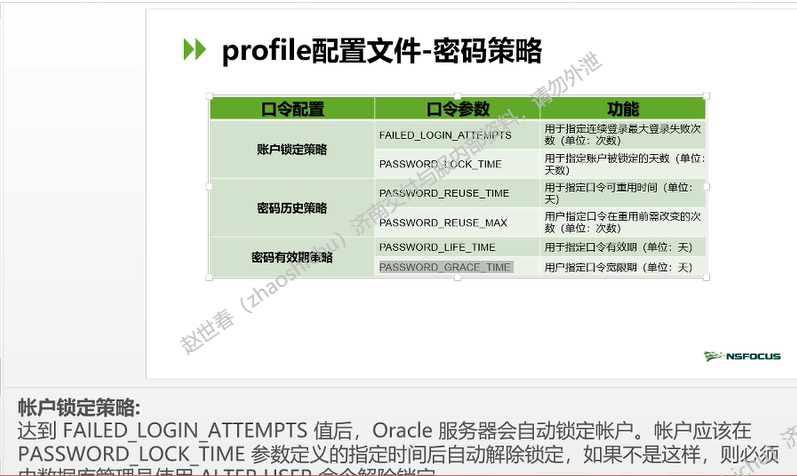 profile配置文件-密码策略
口令配置 口令参数 功能
账户锁定策略
FAILED_LOGIN_ATTEMPTS
用于指定连续登录最大登录失败次
数（单位：次数）
PASSWORD_LOCK_TIME
用于指定账户被锁定的天数（单位：
天数）
密码历史策略
PASSWORD_REUSE_TIME
用于指定口令可重用时间（单位：
天）
PASSWORD_REUSE_MAX
用户指定口令在重用前需改变的次
数（单位：次数）
密码有效期策略
PASSWORD_LIFE_TIME
用于指定口令有效期（单位：天）
PASSWORD_GRACE_TIME
用户指定口令宽限期（单位：天）
赵世春（zhaoshichu）济南交付与服内部资料，请勿外泄
NSFOCUS
帐户锁定策略:
达到 FAILED_LOGIN_ATTEMPTS 值后，Oracle 服务器会自动锁定帐户。帐户应该在
PASSWORD_LOCK_TIME 参数定义的指定时间后自动解除锁定，如果不是这样，则必须
由数据库管理员使用 ALTER USER 命令解除锁定